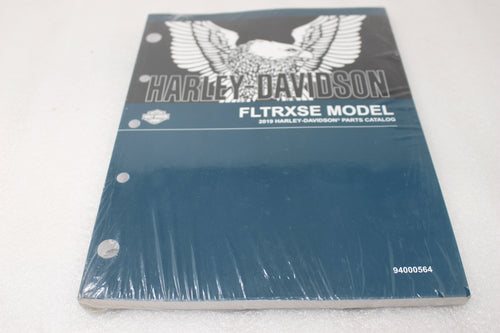 HARLEY-DAVIDSON
FLTRXSE MODEL
2019 HARLEY-DAVIDSON® PARTS CATALOG
94000564